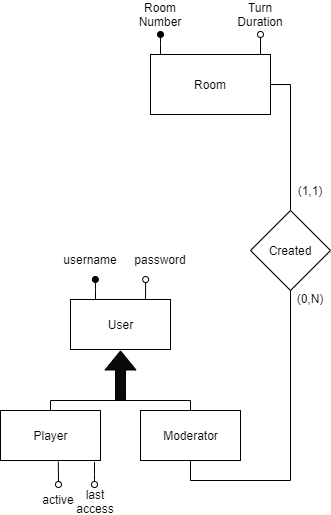 Room
Number
Turn
Duration
Room
(1,1)
Created
(0,N)
username
password
User
Player
Moderator
active
last
access